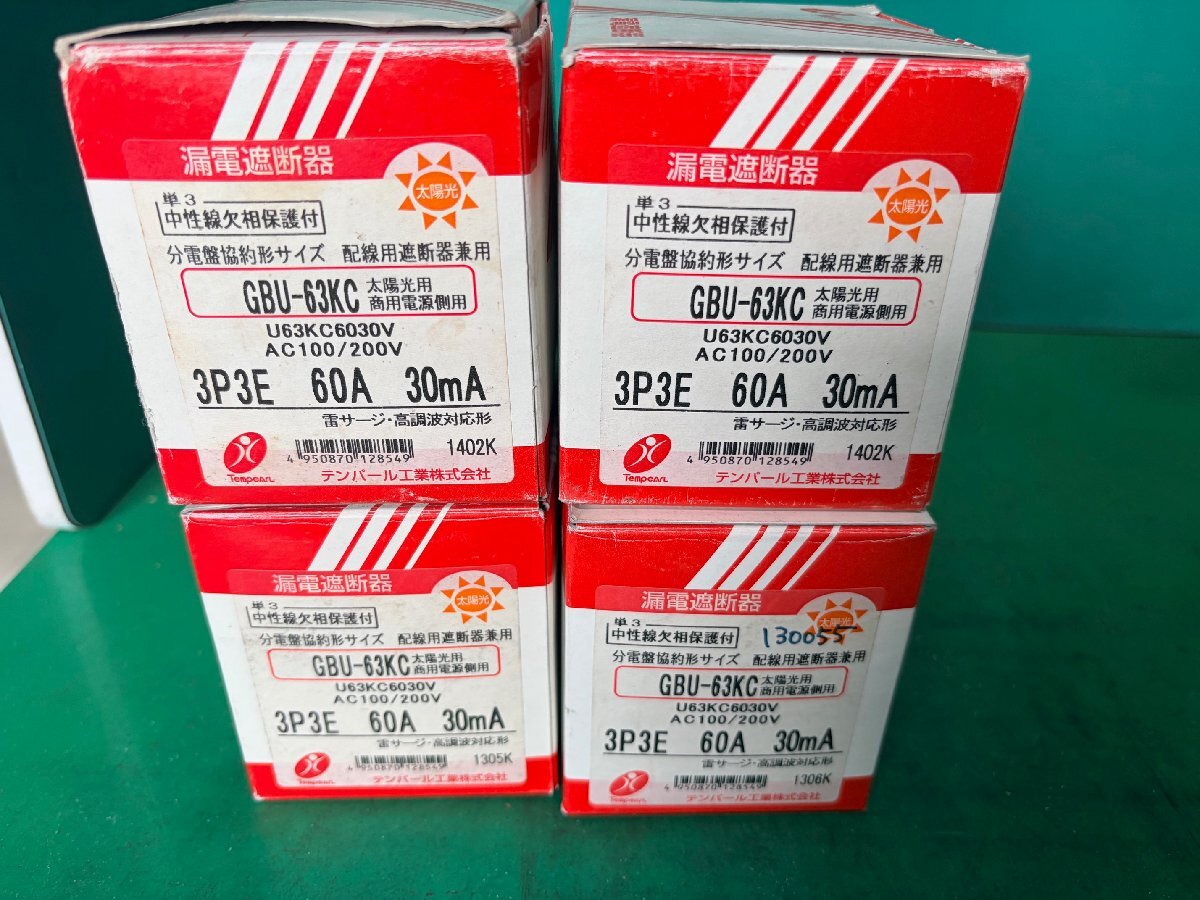 漏電遮断器
太陽光
単3
中性線欠相保護付
分電盤協約形サイズ 配線用遮断器兼用
GBU-63KC 太陽光用
商用電源側用
U63KC6030V
AC100/200V
3P3E 60A 30mA
雷サージ・高調波対応形
4 950870 128549
1402K
TEMPEARL
テンパール工業株式会社
漏電遮断器
太陽光
単3
中性線欠相保護付
分電盤協約形サイズ 配線用遮断器兼用
GBU-63KC 太陽光用
商用電源側用
U63KC6030V
AC100/200V
3P3E 60A 30mA
雷サージ・高調波対応形
4 950870 128549
1402K
TEMPEARL
テンパール工業株式会社
漏電遮断器
太陽光
単3
中性線欠相保護付
分電盤協約形サイズ 配線用遮断器兼用
GBU-63KC 太陽光用
商用電源側用
U63KC6030V
AC100/200V
3P3E 60A 30mA
雷サージ・高調波対応形
4 950870 128549
1305K
TEMPEARL
テンパール工業株式会社
漏電遮断器
太陽光
単3
中性線欠相保護付
130055
分電盤協約形サイズ 配線用遮断器兼用
GBU-63KC 太陽光用
商用電源側用
U63KC6030V
AC100/200V
3P3E 60A 30mA
雷サージ・高調波対応形
4 950870 128549
1306K
TEMPEARL
テンパール工業株式会社